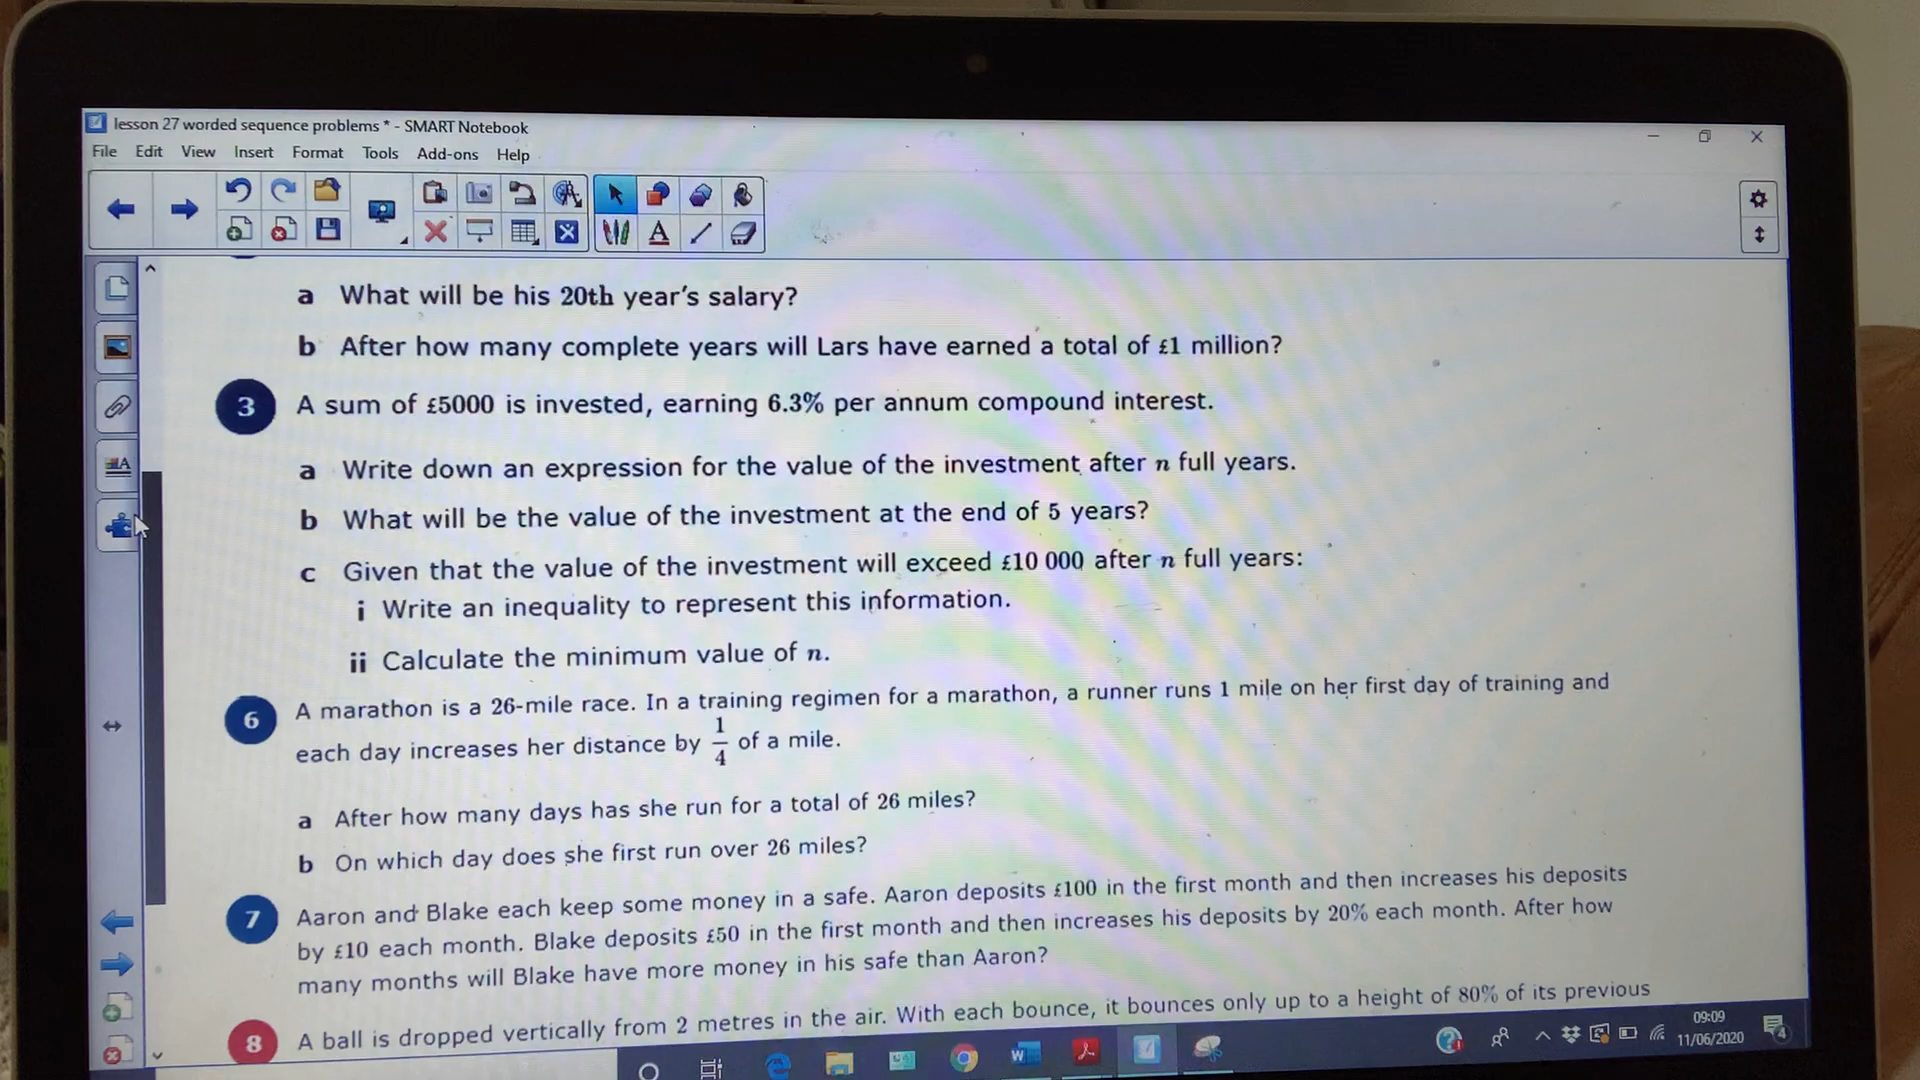 lesson 27 worded sequence problems * - SMART Notebook
File Edit View Insert Format Tools Add-ons Help
a What will be his 20th year's salary?
b After how many complete years will Lars have earned a total of £1 million?
3 A sum of £5000 is invested, earning 6.3% per annum compound interest.
a Write down an expression for the value of the investment after n full years.
b What will be the value of the investment at the end of 5 years?
c Given that the value of the investment will exceed £10 000 after n full years:
i Write an inequality to represent this information.
ii Calculate the minimum value of n.
6 A marathon is a 26-mile race. In a training regimen for a marathon, a runner runs 1 mile on her first day of training and
each day increases her distance by 1/4 of a mile.
a After how many days has she run for a total of 26 miles?
b On which day does she first run over 26 miles?
7 Aaron and Blake each keep some money in a safe. Aaron deposits £100 in the first month and then increases his deposits
by £10 each month. Blake deposits £50 in the first month and then increases his deposits by 20% each month. After how
many months will Blake have more money in his safe than Aaron?
8 A ball is dropped vertically from 2 metres in the air. With each bounce, it bounces only up to a height of 80% of its previous
09:09
11/06/2020
4